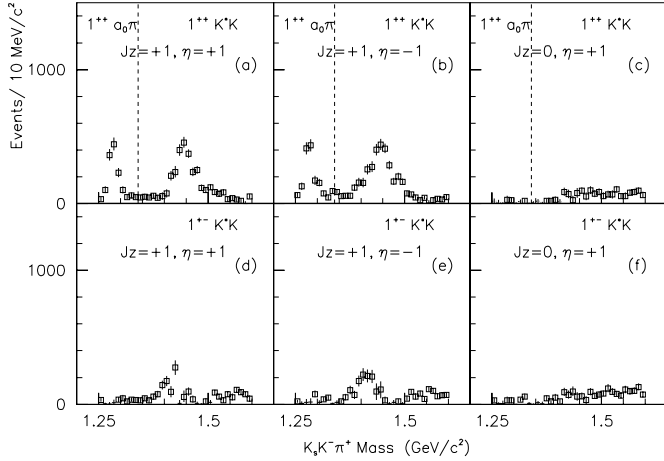 1⁺⁺ a₀π 1⁺⁺ K*K
Jz=+1, η=+1
(a)
1⁺⁺ a₀π 1⁺⁺ K*K
Jz=+1, η=−1
(b)
1⁺⁺ a₀π 1⁺⁺ K*K
Jz=0, η=+1
(c)
Events/ 10 MeV/c²
1000
0
1⁺⁻ K*K
Jz=+1, η=+1
(d)
1⁺⁻ K*K
Jz=+1, η=−1
(e)
1⁺⁻ K*K
Jz=0, η=+1
(f)
1000
0
1.25 1.5 1.25 1.5 1.25 1.5
KₛK⁻π⁺ Mass (GeV/c²)